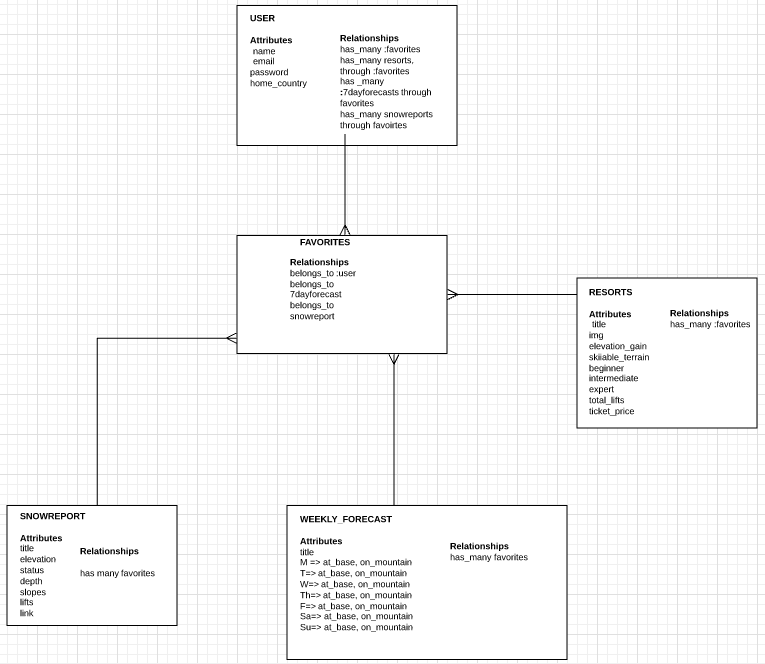 USER
Attributes
name
email
password
home_country
Relationships
has_many :favorites
has_many resorts,
through :favorites
has _many
:7dayforecasts through
favorites
has_many snowreports
through favoirtes
FAVORITES
Relationships
belongs_to :user
belongs_to
7dayforecast
belongs_to
snowreport
RESORTS
Attributes
title
img
elevation_gain
skiiable_terrain
beginner
intermediate
expert
total_lifts
ticket_price
Relationships
has_many :favorites
SNOWREPORT
Attributes
title
elevation
status
depth
slopes
lifts
link
Relationships
has many favorites
WEEKLY_FORECAST
Attributes
title
M => at_base, on_mountain
T=> at_base, on_mountain
W=> at_base, on_mountain
Th=> at_base, on_mountain
F=> at_base, on_mountain
Sa=> at_base, on_mountain
Su=> at_base, on_mountain
Relationships
has_many favorites